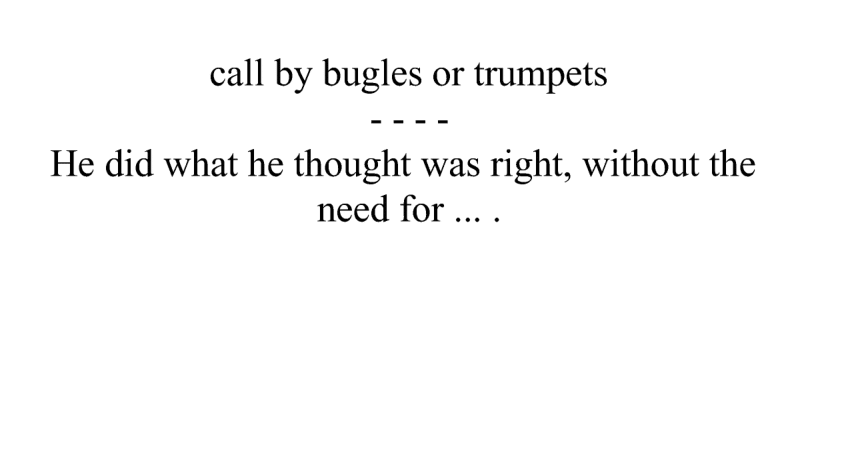 call by bugles or trumpets
- - - -
He did what he thought was right, without the
need for ... .